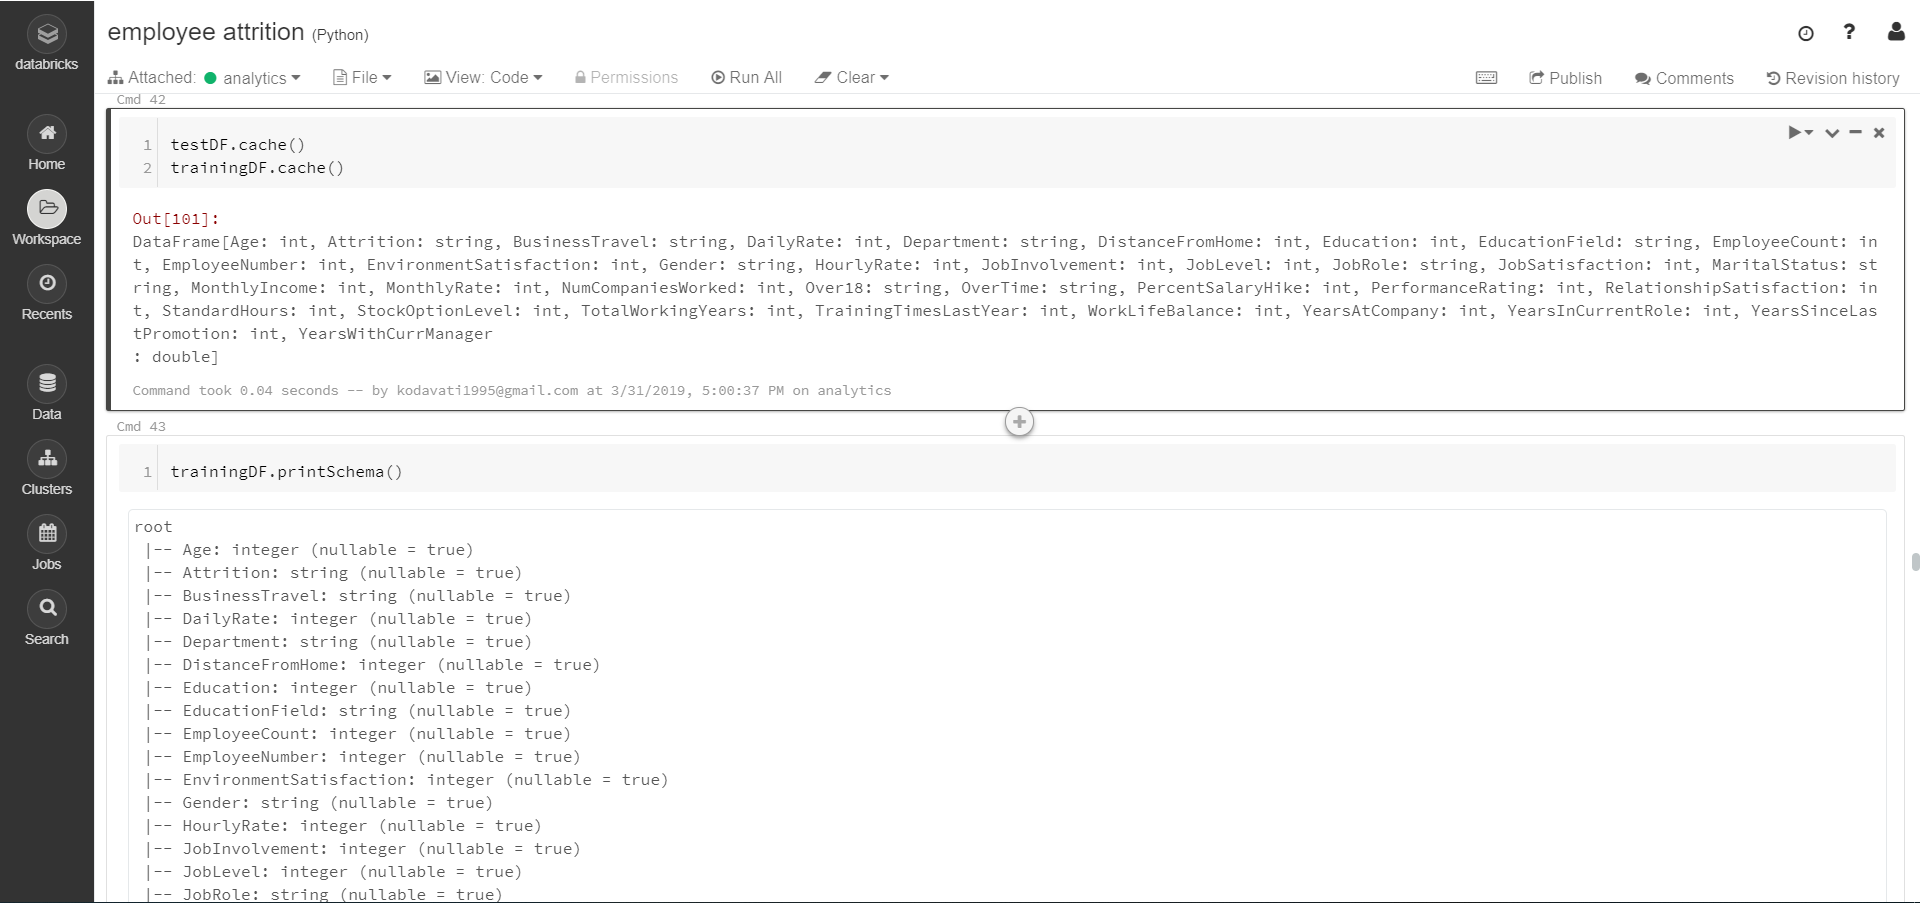 employee attrition (Python)
databricks
Attached: analytics File View: Code Permissions Run All Clear Publish Comments Revision history
Home
Workspace
Recents
Data
Clusters
Jobs
Search
Cmd 42
1 testDF.cache()
2 trainingDF.cache()
Out[101]:
DataFrame[Age: int, Attrition: string, BusinessTravel: string, DailyRate: int, Department: string, DistanceFromHome: int, Education: int, EducationField: string, EmployeeCount: in
t, EmployeeNumber: int, EnvironmentSatisfaction: int, Gender: string, HourlyRate: int, JobInvolvement: int, JobLevel: int, JobRole: string, JobSatisfaction: int, MaritalStatus: st
ring, MonthlyIncome: int, MonthlyRate: int, NumCompaniesWorked: int, Over18: string, OverTime: string, PercentSalaryHike: int, PerformanceRating: int, RelationshipSatisfaction: in
t, StandardHours: int, StockOptionLevel: int, TotalWorkingYears: int, TrainingTimesLastYear: int, WorkLifeBalance: int, YearsAtCompany: int, YearsInCurrentRole: int, YearsSinceLas
tPromotion: int, YearsWithCurrManager
: double]
Command took 0.04 seconds -- by kodavati1995@gmail.com at 3/31/2019, 5:00:37 PM on analytics
Cmd 43
1 trainingDF.printSchema()
root
|-- Age: integer (nullable = true)
|-- Attrition: string (nullable = true)
|-- BusinessTravel: string (nullable = true)
|-- DailyRate: integer (nullable = true)
|-- Department: string (nullable = true)
|-- DistanceFromHome: integer (nullable = true)
|-- Education: integer (nullable = true)
|-- EducationField: string (nullable = true)
|-- EmployeeCount: integer (nullable = true)
|-- EmployeeNumber: integer (nullable = true)
|-- EnvironmentSatisfaction: integer (nullable = true)
|-- Gender: string (nullable = true)
|-- HourlyRate: integer (nullable = true)
|-- JobInvolvement: integer (nullable = true)
|-- JobLevel: integer (nullable = true)
|-- JobRole: string (nullable = true)